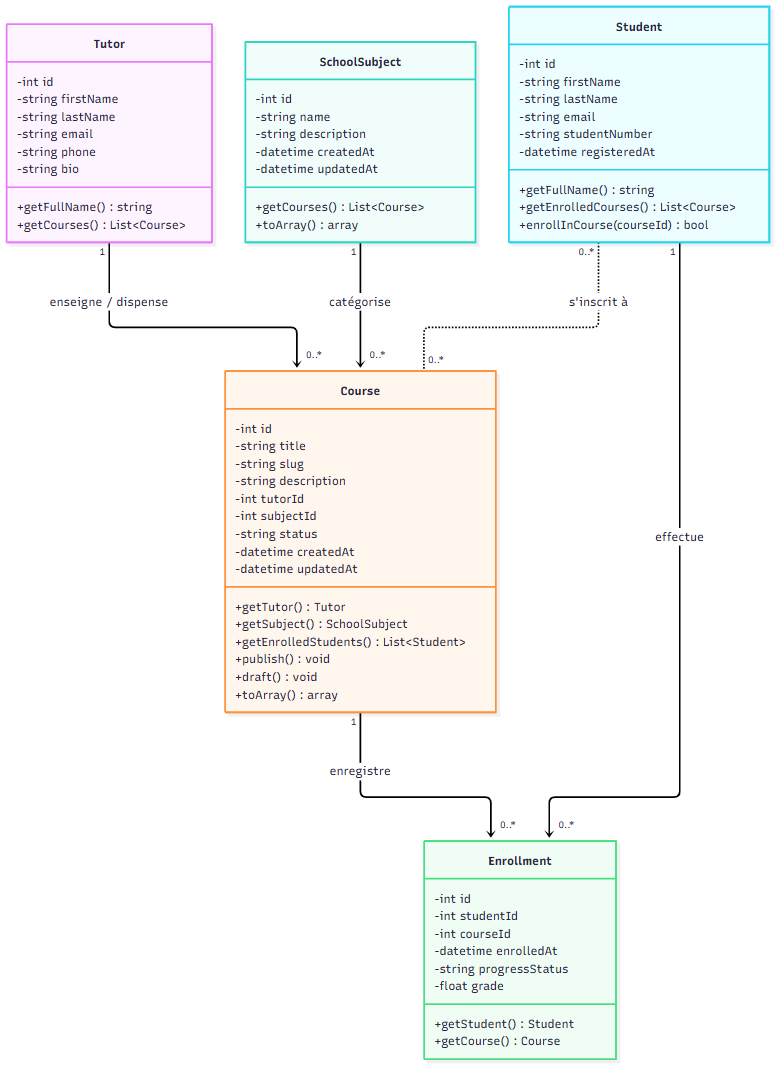 Tutor
-int id
-string firstName
-string lastName
-string email
-string phone
-string bio
+getFullName() : string
+getCourses() : List<Course>
SchoolSubject
-int id
-string name
-string description
-datetime createdAt
-datetime updatedAt
+getCourses() : List<Course>
+toArray() : array
Student
-int id
-string firstName
-string lastName
-string email
-string studentNumber
-datetime registeredAt
+getFullName() : string
+getEnrolledCourses() : List<Course>
+enrollInCourse(courseId) : bool
1
1
0..*
1
enseigne / dispense
catégorise
s'inscrit à
0..*
0..*
0..*
Course
-int id
-string title
-string slug
-string description
-int tutorId
-int subjectId
-string status
-datetime createdAt
-datetime updatedAt
+getTutor() : Tutor
+getSubject() : SchoolSubject
+getEnrolledStudents() : List<Student>
+publish() : void
+draft() : void
+toArray() : array
effectue
1
enregistre
0..*
0..*
Enrollment
-int id
-int studentId
-int courseId
-datetime enrolledAt
-string progressStatus
-float grade
+getStudent() : Student
+getCourse() : Course